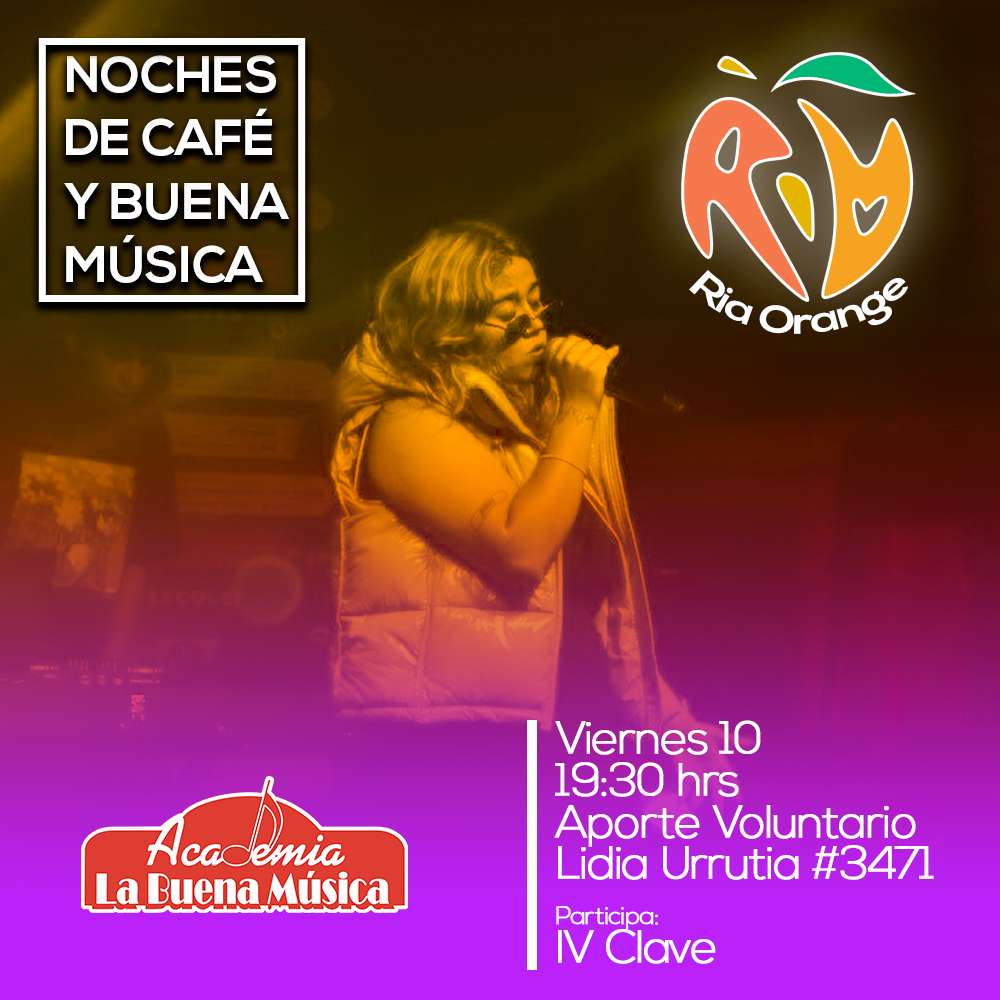 NOCHES
DE CAFÉ
Y BUENA
MÚSICA
RiA
Ria Orange
Viernes 10
19:30 hrs
Aporte Voluntario
Lidia Urrutia #3471
Participa:
IV Clave
Academia
La Buena Música